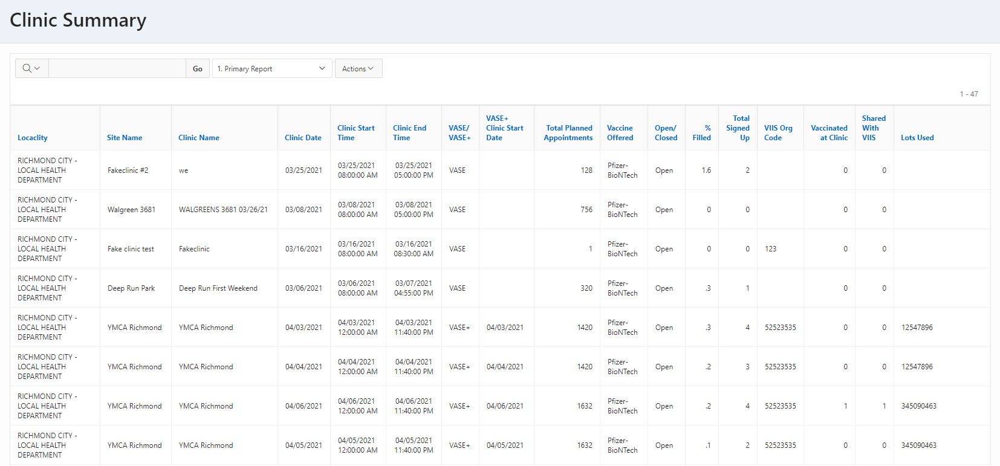 Clinic Summary
Go
1. Primary Report
Actions
1 - 47
Locaclity Site Name Clinic Name Clinic Date Clinic Start Time Clinic End Time VASE/ VASE+ VASE+ Clinic Start Date Total Planned Appointments Vaccine Offered Open/ Closed % Filled Total Signed Up VIIS Org Code Vaccinated at Clinic Shared With VIIS Lots Used
RICHMOND CITY - LOCAL HEALTH DEPARTMENT Fakeclinic #2 we 03/25/2021 03/25/2021 08:00:00 AM 03/25/2021 05:00:00 PM VASE 128 Pfizer-BioNTech Open 1.6 2 0 0
RICHMOND CITY - LOCAL HEALTH DEPARTMENT Walgreen 3681 WALGREENS 3681 03/26/21 03/08/2021 03/08/2021 08:00:00 AM 03/08/2021 05:00:00 PM VASE 756 Pfizer-BioNTech Open 0 0 0 0
RICHMOND CITY - LOCAL HEALTH DEPARTMENT Fake clinic test Fakeclinic 03/16/2021 03/16/2021 08:00:00 AM 03/16/2021 08:30:00 AM VASE 1 Pfizer-BioNTech Open 0 0 123 0 0
RICHMOND CITY - LOCAL HEALTH DEPARTMENT Deep Run Park Deep Run First Weekend 03/06/2021 03/06/2021 08:00:00 AM 03/07/2021 04:55:00 PM VASE 320 Pfizer-BioNTech Open .3 1 0 0
RICHMOND CITY - LOCAL HEALTH DEPARTMENT YMCA Richmond YMCA Richmond 04/03/2021 04/03/2021 12:00:00 AM 04/03/2021 11:40:00 PM VASE+ 04/03/2021 1420 Pfizer-BioNTech Open .3 4 52523535 0 0 12547896
RICHMOND CITY - LOCAL HEALTH DEPARTMENT YMCA Richmond YMCA Richmond 04/04/2021 04/04/2021 12:00:00 AM 04/04/2021 11:40:00 PM VASE+ 04/04/2021 1420 Pfizer-BioNTech Open .2 3 52523535 0 0 12547896
RICHMOND CITY - LOCAL HEALTH DEPARTMENT YMCA Richmond YMCA Richmond 04/06/2021 04/06/2021 12:00:00 AM 04/06/2021 11:40:00 PM VASE+ 04/06/2021 1632 Pfizer-BioNTech Open .2 4 52523535 1 1 345090463
RICHMOND CITY - LOCAL HEALTH DEPARTMENT YMCA Richmond YMCA Richmond 04/05/2021 04/05/2021 12:00:00 AM 04/05/2021 11:40:00 PM VASE+ 04/05/2021 1632 Pfizer-BioNTech Open .1 2 52523535 0 0 345090463